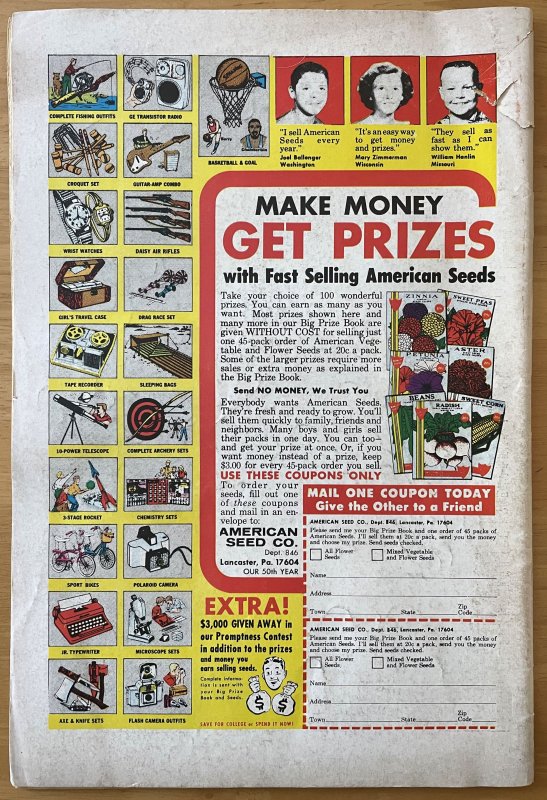 COMPLETE FISHING OUTFITS
GE TRANSISTOR RADIO
BASKETBALL & GOAL
CROQUET SET
GUITAR-AMP COMBO
WRIST WATCHES
DAISY AIR RIFLES
GIRL'S TRAVEL CASE
DRAG RACE SET
TAPE RECORDER
SLEEPING BAGS
10-POWER TELESCOPE
COMPLETE ARCHERY SETS
3-STAGE ROCKET
CHEMISTRY SETS
SPORT BIKES
POLAROID CAMERA
JR. TYPEWRITER
MICROSCOPE SETS
AXE & KNIFE SETS
FLASH CAMERA OUTFITS
"I sell American
Seeds every
year."
Joel Ballenger
Washington
"It's an easy way
to get money
and prizes."
Mary Zimmerman
Wisconsin
"They sell as
fast as I can
show them."
William Hanlin
Missouri
MAKE MONEY
GET PRIZES
with Fast Selling American Seeds
Take your choice of 100 wonderful
prizes. You can earn as many as you
want. Most prizes shown here and
many more in our Big Prize Book are
given WITHOUT COST for selling just
one 45-pack order of American Vege-
table and Flower Seeds at 20c a pack.
Some of the larger prizes require more
sales or extra money as explained in
the Big Prize Book.
Send NO MONEY, We Trust You
Everybody wants American Seeds.
They're fresh and ready to grow. You'll
sell them quickly to family, friends and
neighbors. Many boys and girls sell
their packs in one day. You can too—
and get your prize at once. Or, if you
want money instead of a prize, keep
$3.00 for every 45-pack order you sell.
USE THESE COUPONS ONLY
To order your
seeds, fill out one
of these coupons
and mail in an en-
velope to:
AMERICAN
SEED CO.
Dept. 846
Lancaster, Pa. 17604
OUR 50th YEAR
ZINNIA
SWEET PEAS
PETUNIA
ASTER
BEANS
RADISH
SWEET CORN
MAIL ONE COUPON TODAY
Give the Other to a Friend
AMERICAN SEED CO., Dept. 846, Lancaster, Pa. 17604
Please send me your Big Prize Book and one order of 45 packs of
American Seeds. I'll sell them at 20c a pack, send you the money
and choose my prize. Send seeds checked.
All Flower
Seeds
Mixed Vegetable
and Flower Seeds
Name
Address
Town State Zip Code
AMERICAN SEED CO., Dept. 846, Lancaster, Pa. 17604
Please send me your Big Prize Book and one order of 45 packs of
American Seeds. I'll sell them at 20c a pack, send you the money
and choose my prize. Send seeds checked.
All Flower
Seeds
Mixed Vegetable
and Flower Seeds
Name
Address
Town State Zip Code
EXTRA!
$3,000 GIVEN AWAY in
our Promptness Contest
in addition to the prizes
and money you
earn selling seeds.
Complete informa-
tion is sent with
your Big Prize
Book and Seeds.
$ $
SAVE FOR COLLEGE or SPEND IT NOW!